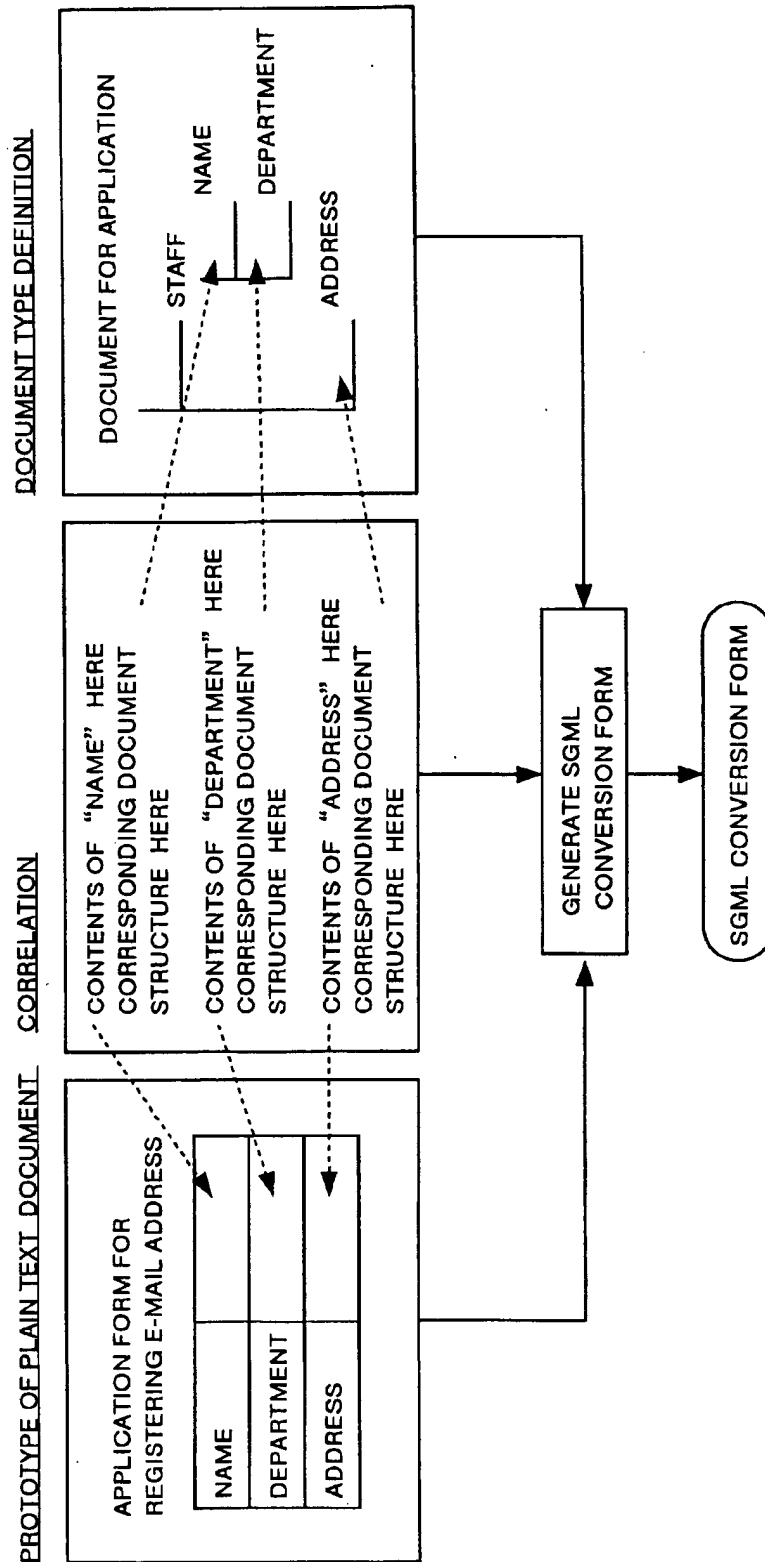 PROTOTYPE OF PLAIN TEXT DOCUMENT
APPLICATION FORM FOR
REGISTERING E-MAIL ADDRESS
NAME
DEPARTMENT
ADDRESS
CORRELATION
CONTENTS OF “NAME” HERE
CORRESPONDING DOCUMENT
STRUCTURE HERE
CONTENTS OF “DEPARTMENT” HERE
CORRESPONDING DOCUMENT
STRUCTURE HERE
CONTENTS OF “ADDRESS” HERE
CORRESPONDING DOCUMENT
STRUCTURE HERE
DOCUMENT TYPE DEFINITION
DOCUMENT FOR APPLICATION
STAFF
NAME
DEPARTMENT
ADDRESS
GENERATE SGML
CONVERSION FORM
SGML CONVERSION FORM